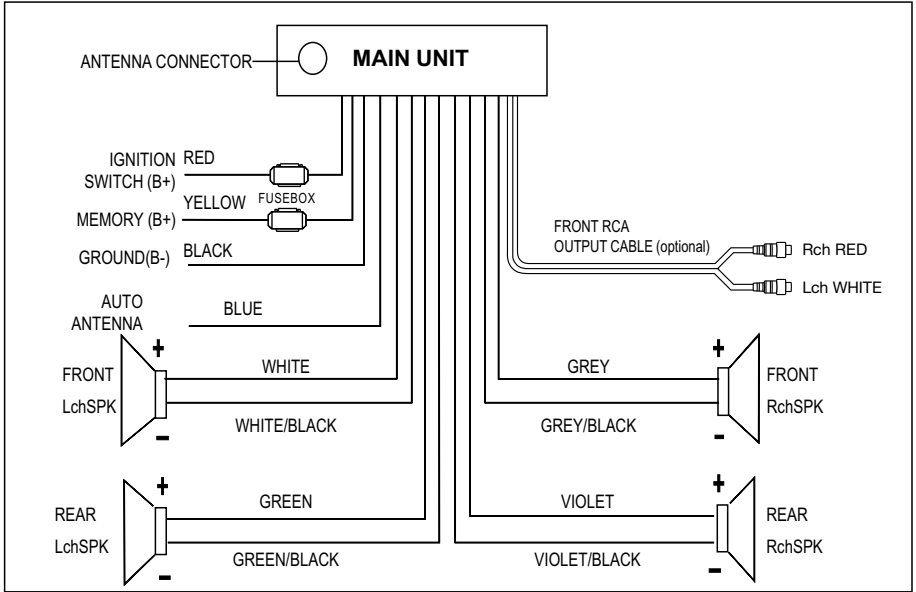 MAIN UNIT
ANTENNA CONNECTOR
IGNITION
SWITCH (B+)
RED
FUSEBOX
MEMORY (B+)
YELLOW
GROUND(B-)
BLACK
AUTO
ANTENNA
BLUE
FRONT RCA
OUTPUT CABLE (optional)
Rch RED
Lch WHITE
FRONT
LchSPK
+
-
WHITE
WHITE/BLACK
GREY
GREY/BLACK
+
-
FRONT
RchSPK
REAR
LchSPK
+
-
GREEN
GREEN/BLACK
VIOLET
VIOLET/BLACK
+
-
REAR
RchSPK